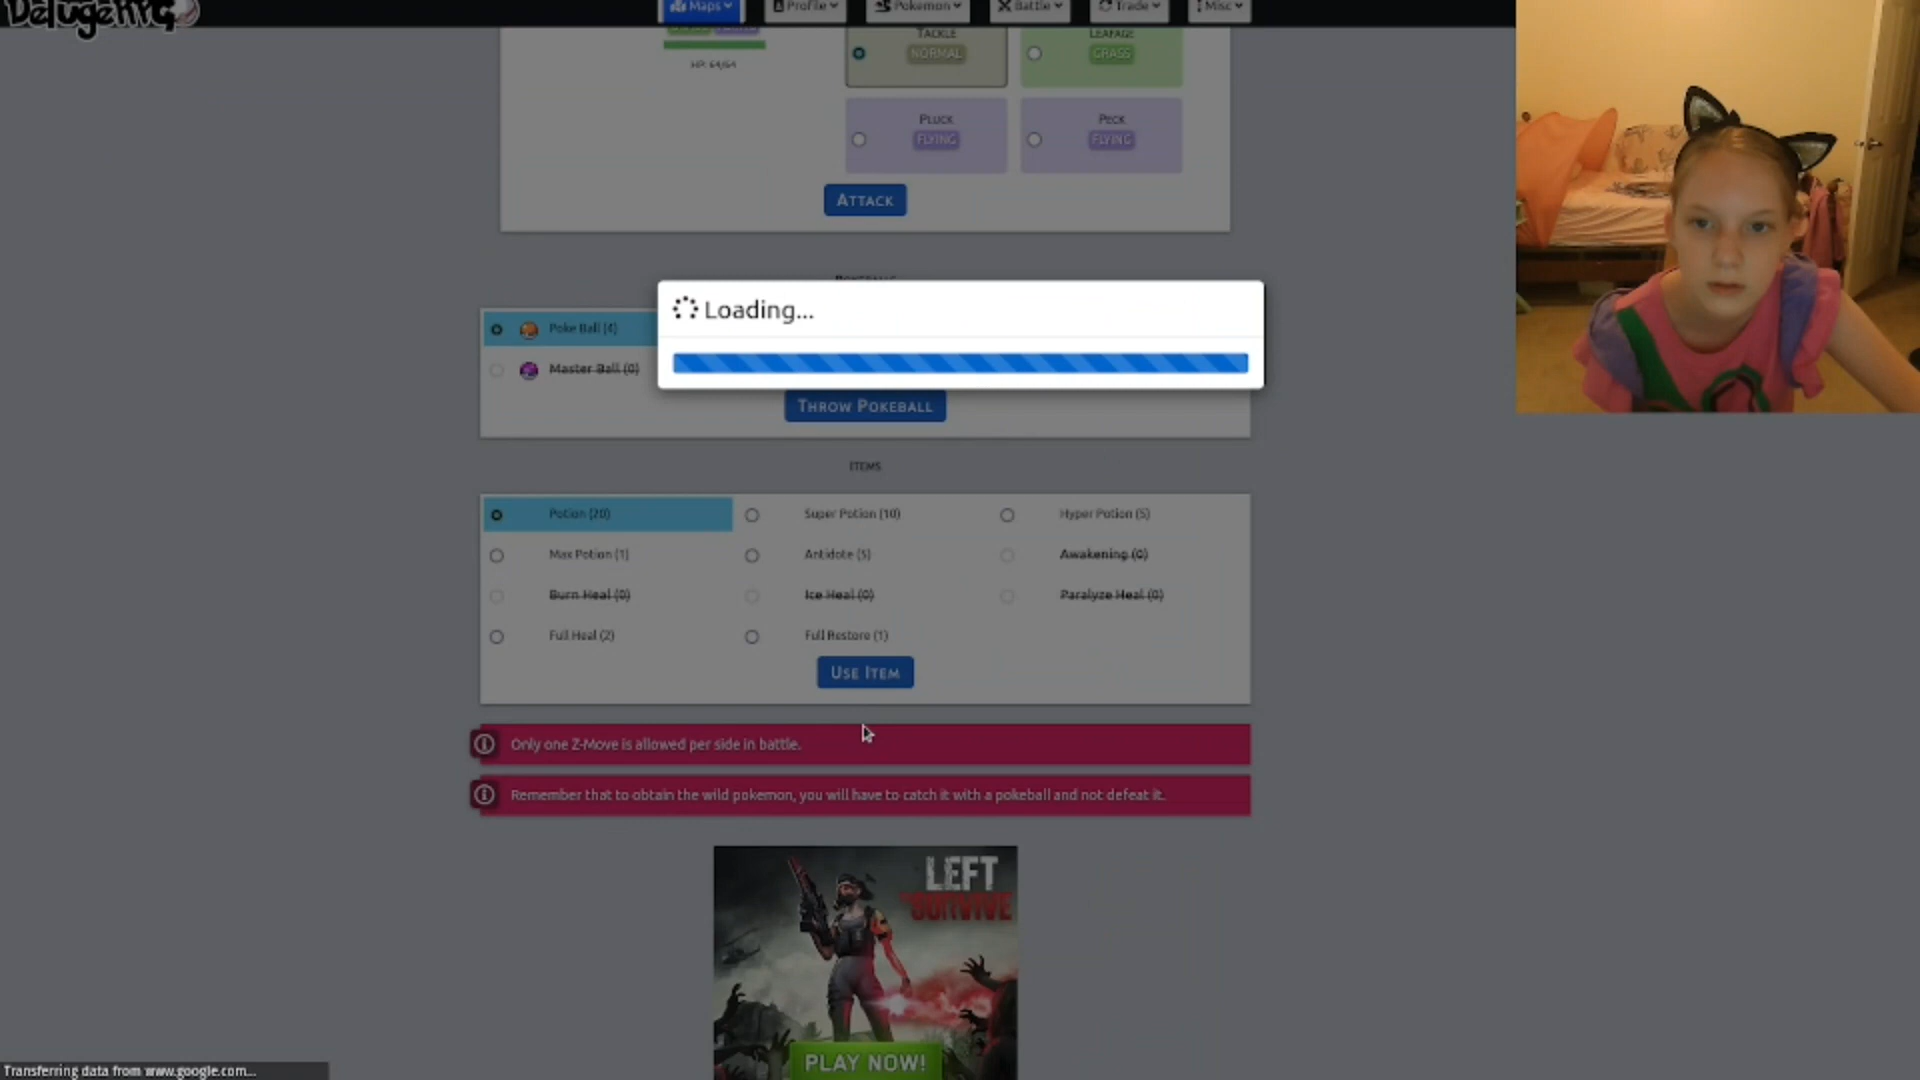 DelugeRPG
Maps
Profile
Pokemon
Battle
Trade
Misc
TACKLE
NORMAL
LEAFAGE
GRASS
HP: 64/64
PLUCK
FLYING
PECK
FLYING
ATTACK
Loading...
Poke Ball (4)
Master Ball (0)
THROW POKEBALL
ITEMS
Potion (20)
Super Potion (10)
Hyper Potion (5)
Max Potion (1)
Antidote (5)
Awakening (0)
Burn Heal (0)
Ice Heal (0)
Paralyze Heal (0)
Full Heal (2)
Full Restore (1)
USE ITEM
Only one Z-Move is allowed per side in battle.
Remember that to obtain the wild pokemon, you will have to catch it with a pokeball and not defeat it.
LEFT
TO SURVIVE
PLAY NOW!
Transferring data from www.google.com...